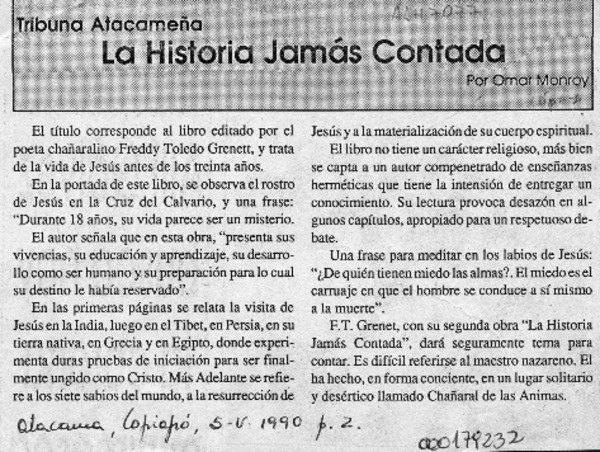 Tribuna Atacameña
La Historia Jamás Contada
Por Omar Monroy
El título corresponde al libro editado por el
poeta chañaralino Freddy Toledo Grenett, y trata
de la vida de Jesús antes de los treinta años.
En la portada de este libro, se observa el rostro
de Jesús en la Cruz del Calvario, y una frase:
“Durante 18 años, su vida parece ser un misterio.
El autor señala que en esta obra, “presenta sus
vivencias, su educación y aprendizaje, su desarro-
llo como ser humano y su preparación para lo cual
su destino le había reservado”.
En las primeras páginas se relata la visita de
Jesús en la India, luego en el Tibet, en Persia, en su
tierra nativa, en Grecia y en Egipto, donde experi-
menta duras pruebas de iniciación para ser final-
mente ungido como Cristo. Más Adelante se refie-
re a los siete sabios del mundo, a la resurección de
Jesús y a la materialización de su cuerpo espiritual.
El libro no tiene un carácter religioso, más bien
se capta a un autor compenetrado de enseñanzas
herméticas que tiene la intensión de entregar un
conocimiento. Su lectura provoca desazón en al-
gunos capítulos, apropiado para un respetuoso de-
bate.
Una frase para meditar en los labios de Jesús:
“¿De quién tienen miedo las almas?. El miedo es el
carruaje en que el hombre se conduce a sí mismo
a la muerte”.
F.T. Grenet, con su segunda obra “La Historia
Jamás Contada”, dará seguramente tema para
contar. Es difícil referirse al maestro nazareno. El
ha hecho, en forma conciente, en un lugar solitario
y desértico llamado Chañaral de las Animas.
Atacama, Copiapó, 5-V-1990 p. 2.
000179232